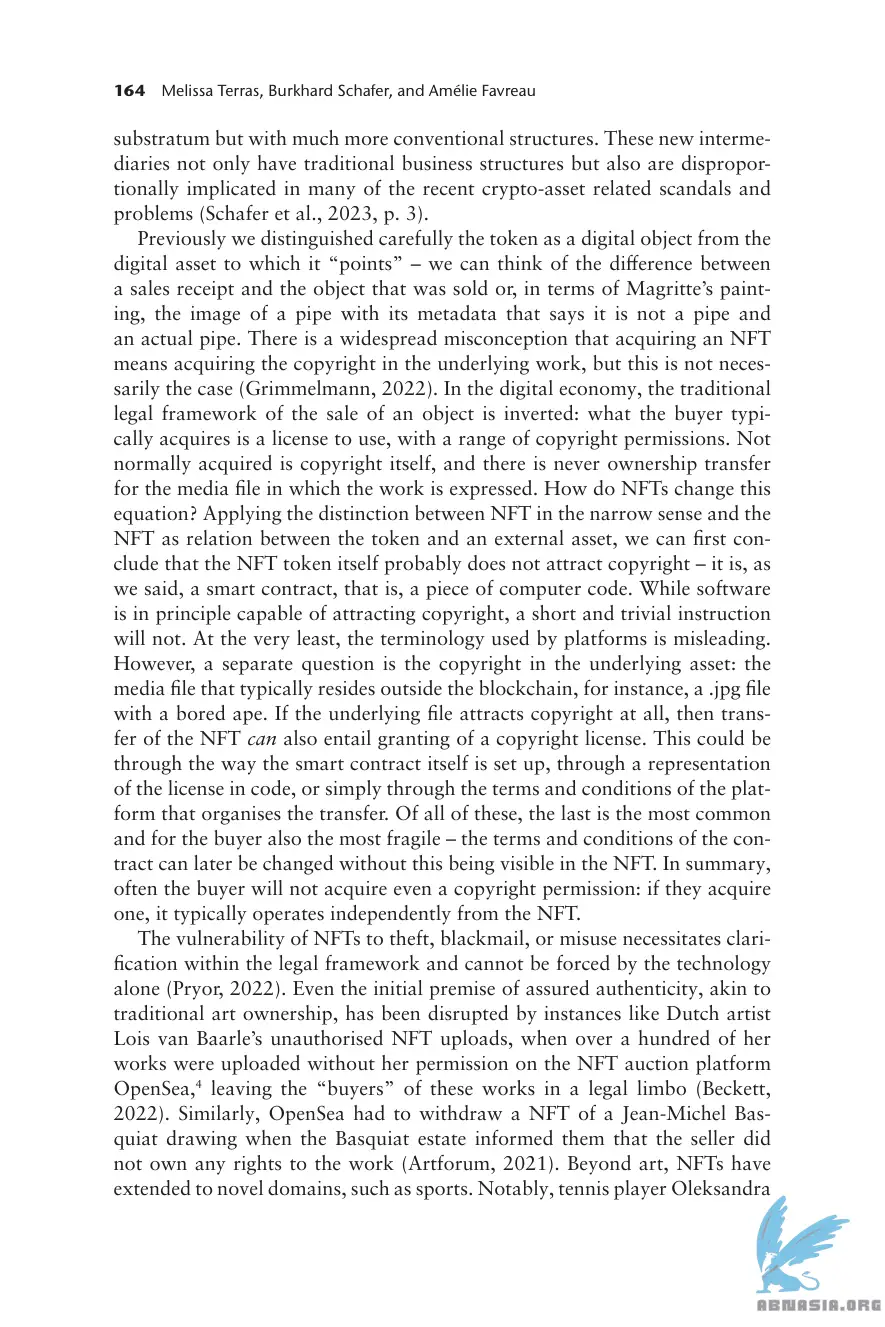 164 Melissa Terras, Burkhard Schafer, and Amélie Favreau
substratum but with much more conventional structures. These new interme-
diaries not only have traditional business structures but also are dispropor-
tionally implicated in many of the recent crypto-asset related scandals and
problems (Schafer et al., 2023, p. 3).
Previously we distinguished carefully the token as a digital object from the
digital asset to which it “points” – we can think of the difference between
a sales receipt and the object that was sold or, in terms of Magritte’s paint-
ing, the image of a pipe with its metadata that says it is not a pipe and
an actual pipe. There is a widespread misconception that acquiring an NFT
means acquiring the copyright in the underlying work, but this is not neces-
sarily the case (Grimmelmann, 2022). In the digital economy, the traditional
legal framework of the sale of an object is inverted: what the buyer typi-
cally acquires is a license to use, with a range of copyright permissions. Not
normally acquired is copyright itself, and there is never ownership transfer
for the media file in which the work is expressed. How do NFTs change this
equation? Applying the distinction between NFT in the narrow sense and the
NFT as relation between the token and an external asset, we can first con-
clude that the NFT token itself probably does not attract copyright – it is, as
we said, a smart contract, that is, a piece of computer code. While software
is in principle capable of attracting copyright, a short and trivial instruction
will not. At the very least, the terminology used by platforms is misleading.
However, a separate question is the copyright in the underlying asset: the
media file that typically resides outside the blockchain, for instance, a .jpg file
with a bored ape. If the underlying file attracts copyright at all, then trans-
fer of the NFT can also entail granting of a copyright license. This could be
through the way the smart contract itself is set up, through a representation
of the license in code, or simply through the terms and conditions of the plat-
form that organises the transfer. Of all of these, the last is the most common
and for the buyer also the most fragile – the terms and conditions of the con-
tract can later be changed without this being visible in the NFT. In summary,
often the buyer will not acquire even a copyright permission: if they acquire
one, it typically operates independently from the NFT.
The vulnerability of NFTs to theft, blackmail, or misuse necessitates clari-
fication within the legal framework and cannot be forced by the technology
alone (Pryor, 2022). Even the initial premise of assured authenticity, akin to
traditional art ownership, has been disrupted by instances like Dutch artist
Lois van Baarle’s unauthorised NFT uploads, when over a hundred of her
works were uploaded without her permission on the NFT auction platform
OpenSea,⁴ leaving the “buyers” of these works in a legal limbo (Beckett,
2022). Similarly, OpenSea had to withdraw a NFT of a Jean-Michel Bas-
quiat drawing when the Basquiat estate informed them that the seller did
not own any rights to the work (Artforum, 2021). Beyond art, NFTs have
extended to novel domains, such as sports. Notably, tennis player Oleksandra
ABNASIA.ORG